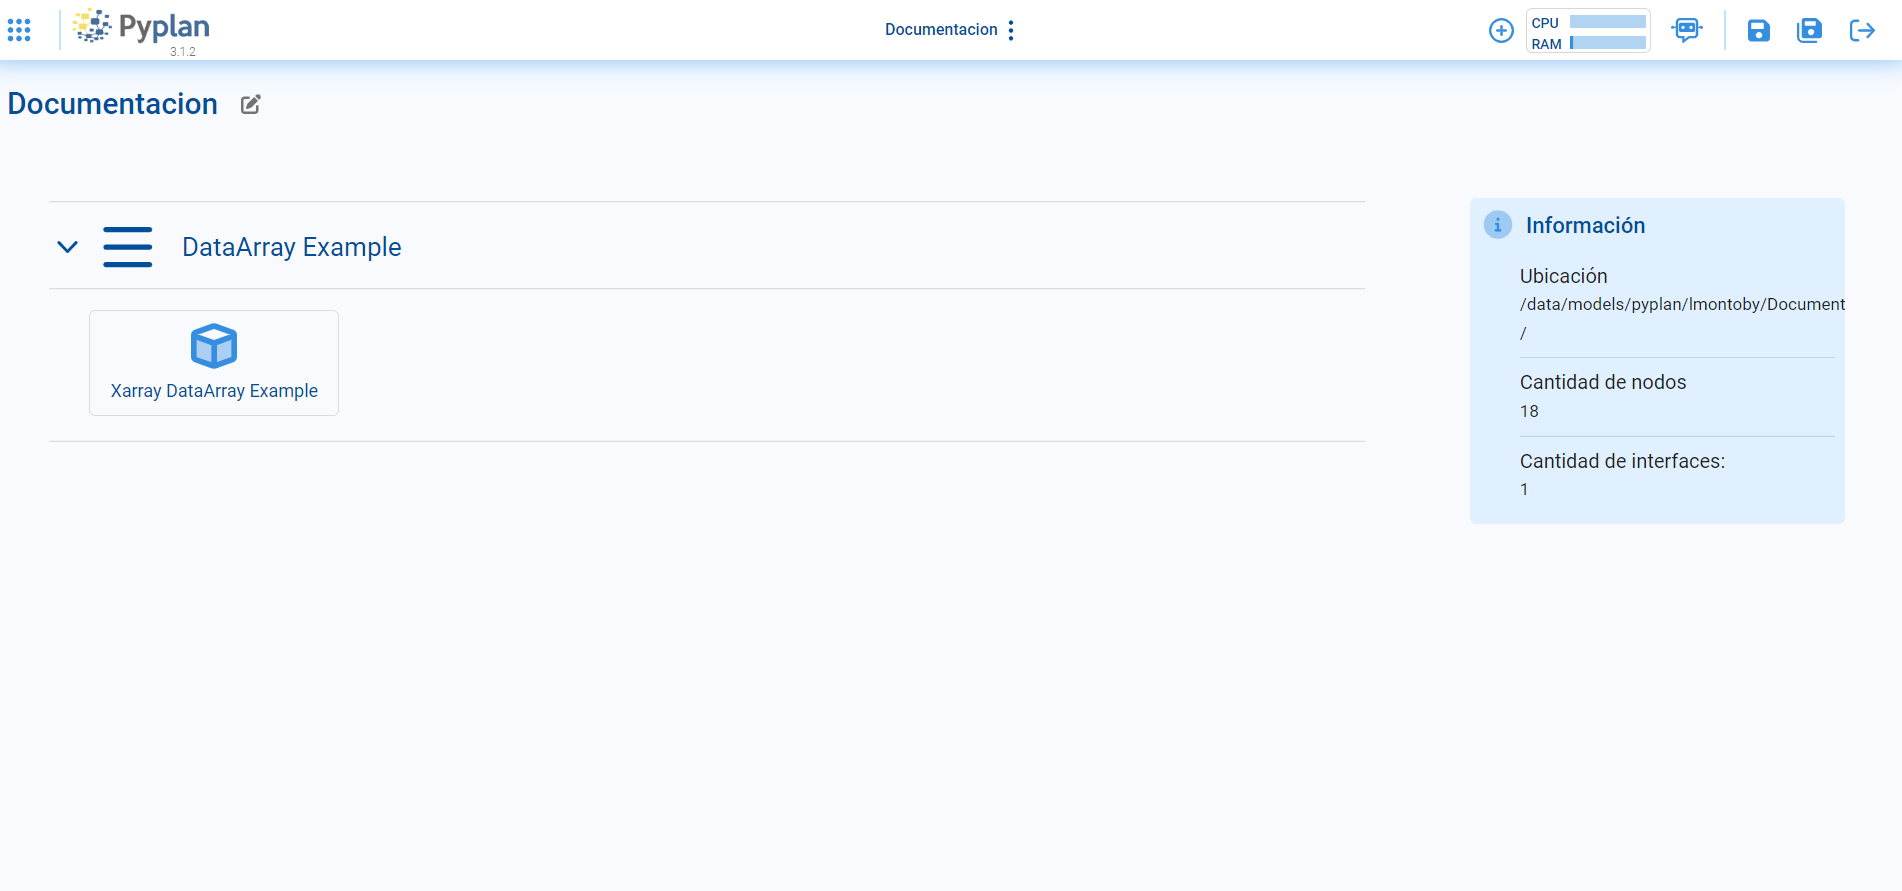 Pyplan
3.1.2
Documentacion
CPU
RAM
Documentacion
DataArray Example
Xarray DataArray Example
Información
Ubicación
/data/models/pyplan/lmontoby/Document
/
Cantidad de nodos
18
Cantidad de interfaces:
1